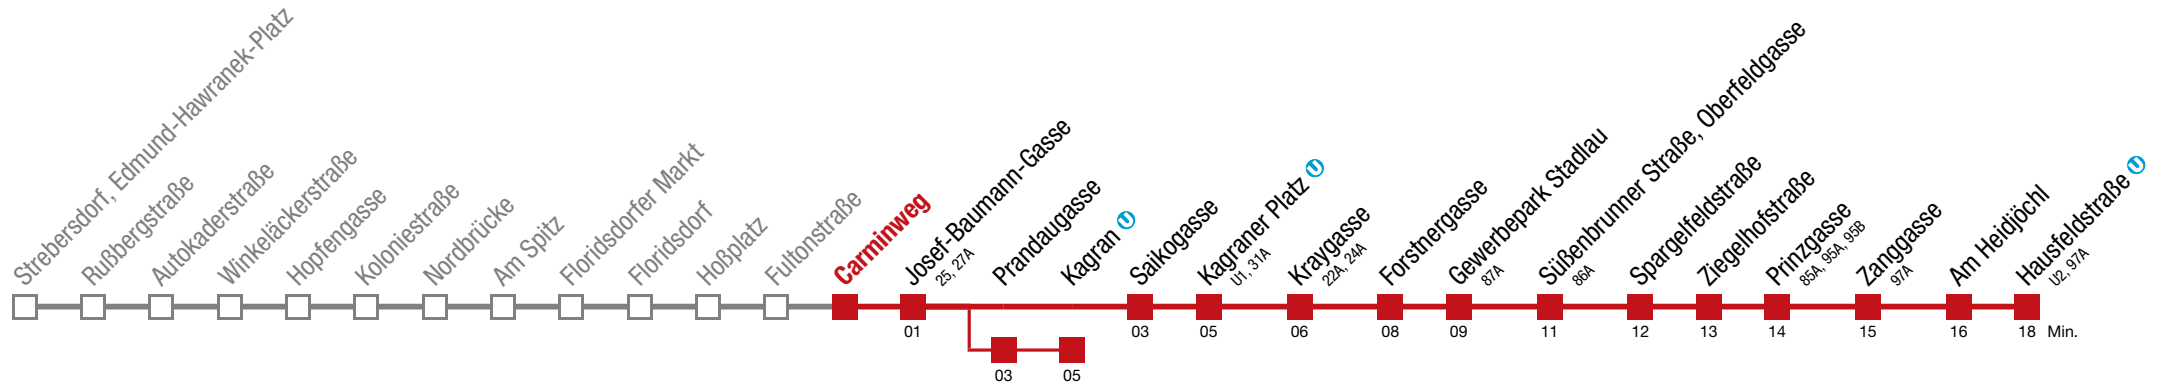 Strebersdorf, Edmund-Hawranek-Platz
Rußbergstraße
Autokaderstraße
Winkeläckerstraße
Hopfengasse
Koloniestraße
Nordbrücke
Am Spitz
Floridsdorfer Markt
Floridsdorf
Hoßplatz
Fultonstraße
Carminweg
Josef-Baumann-Gasse
25, 27A
Prandaugasse
Kagran U
Saikogasse
Kagraner Platz U
U1, 31A
Kraygasse
22A, 24A
Forstnergasse
Gewerbepark Stadlau
87A
Süßenbrunner Straße, Oberfeldgasse
86A
Spargelfeldstraße
Ziegelhofstraße
Prinzgasse
85A, 95A, 95B
Zanggasse
97A
Am Heidjöchl
Hausfeldstraße U
U2, 97A
01 03 05 06 08 09 11 12 13 14 15 16 18 Min.
03 05